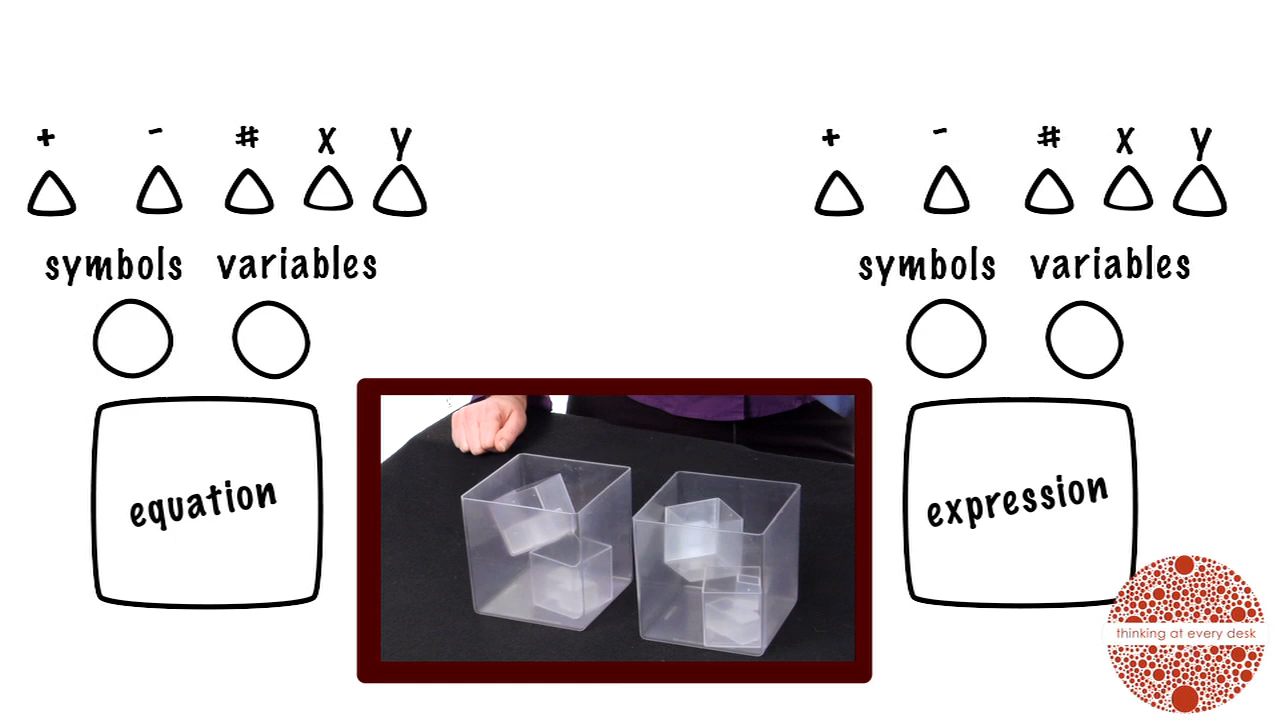 + - # x y
symbols variables
equation
+ - # x y
symbols variables
expression
thinking at every desk